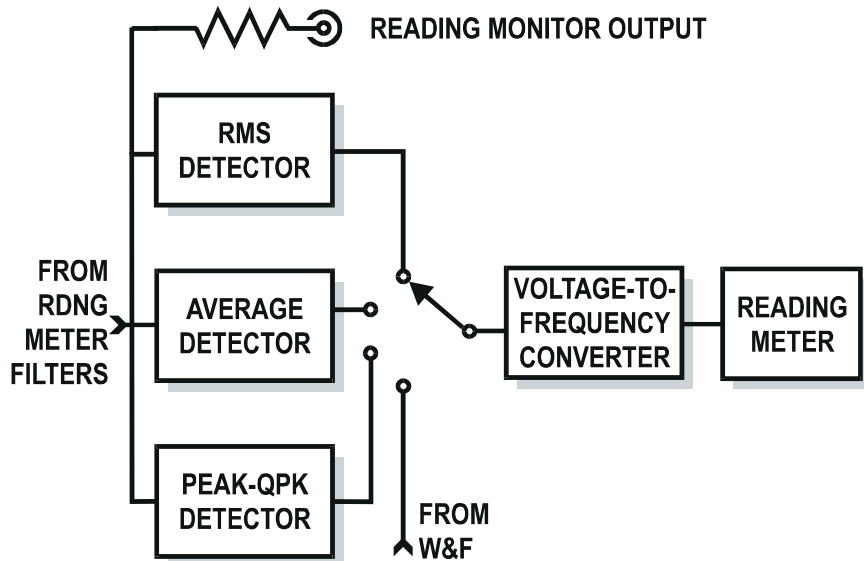 READING MONITOR OUTPUT
RMS
DETECTOR
FROM
RDNG
METER
FILTERS
AVERAGE
DETECTOR
VOLTAGE-TO-
FREQUENCY
CONVERTER
READING
METER
PEAK-QPK
DETECTOR
FROM
W&F